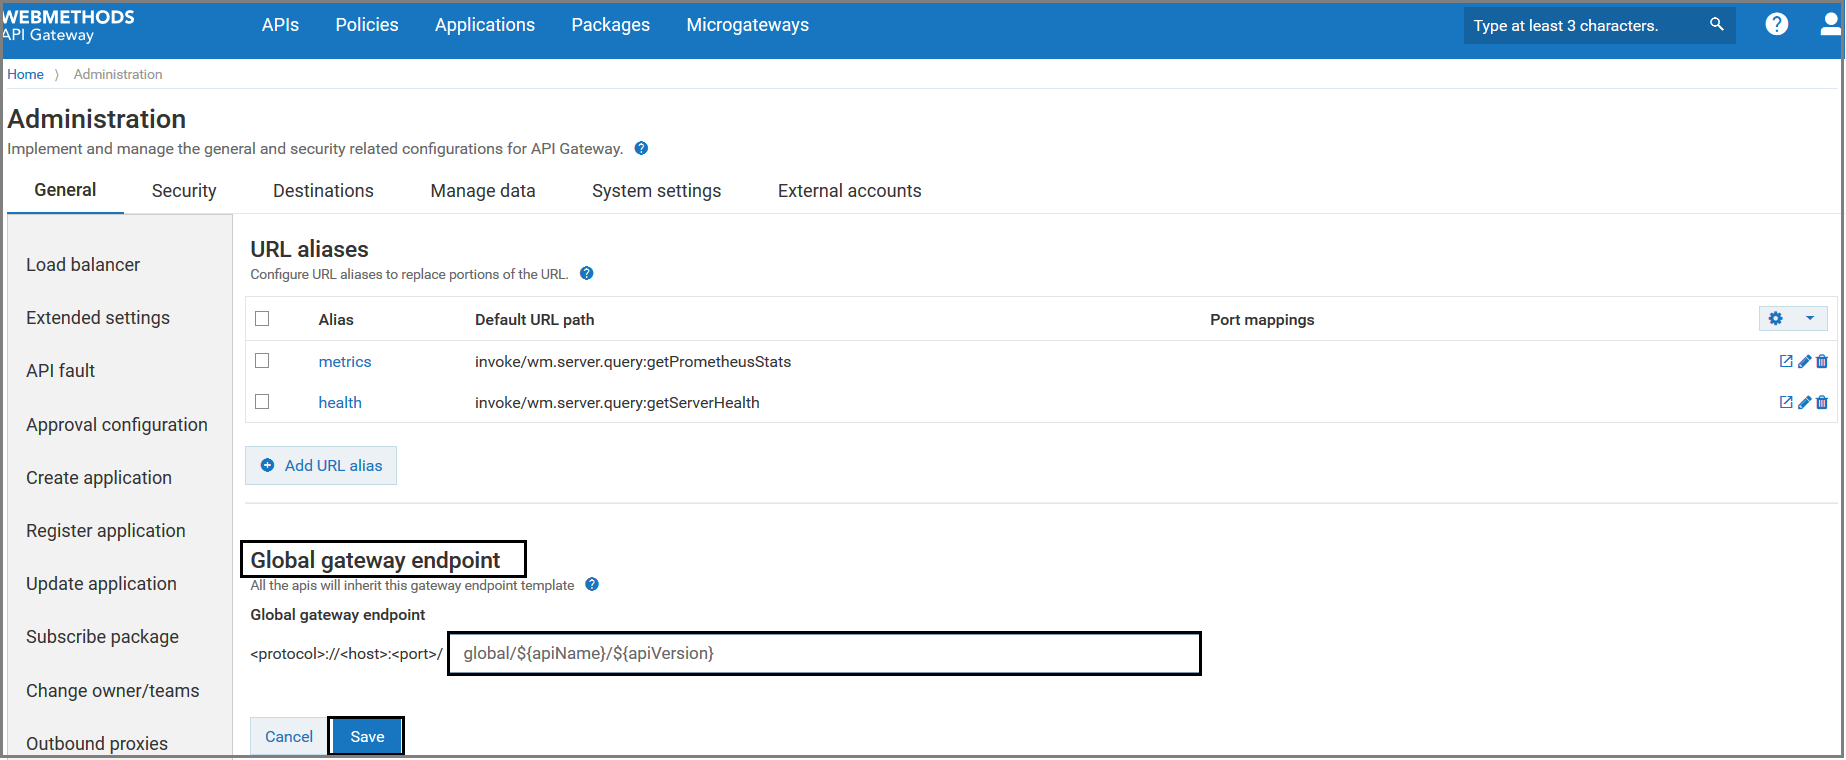 WEBMETHODS
API Gateway
APIs Policies Applications Packages Microgateways
Type at least 3 characters.
Home 〉 Administration
Administration
Implement and manage the general and security related configurations for API Gateway. ?
General Security Destinations Manage data System settings External accounts
Load balancer
Extended settings
API fault
Approval configuration
Create application
Register application
Update application
Subscribe package
Change owner/teams
Outbound proxies
URL aliases
Configure URL aliases to replace portions of the URL. ?
Alias Default URL path Port mappings
metrics invoke/wm.server.query:getPrometheusStats
health invoke/wm.server.query:getServerHealth
Add URL alias
Global gateway endpoint
All the apis will inherit this gateway endpoint template ?
Global gateway endpoint
<protocol>://<host>:<port>/ global/${apiName}/${apiVersion}
Cancel Save